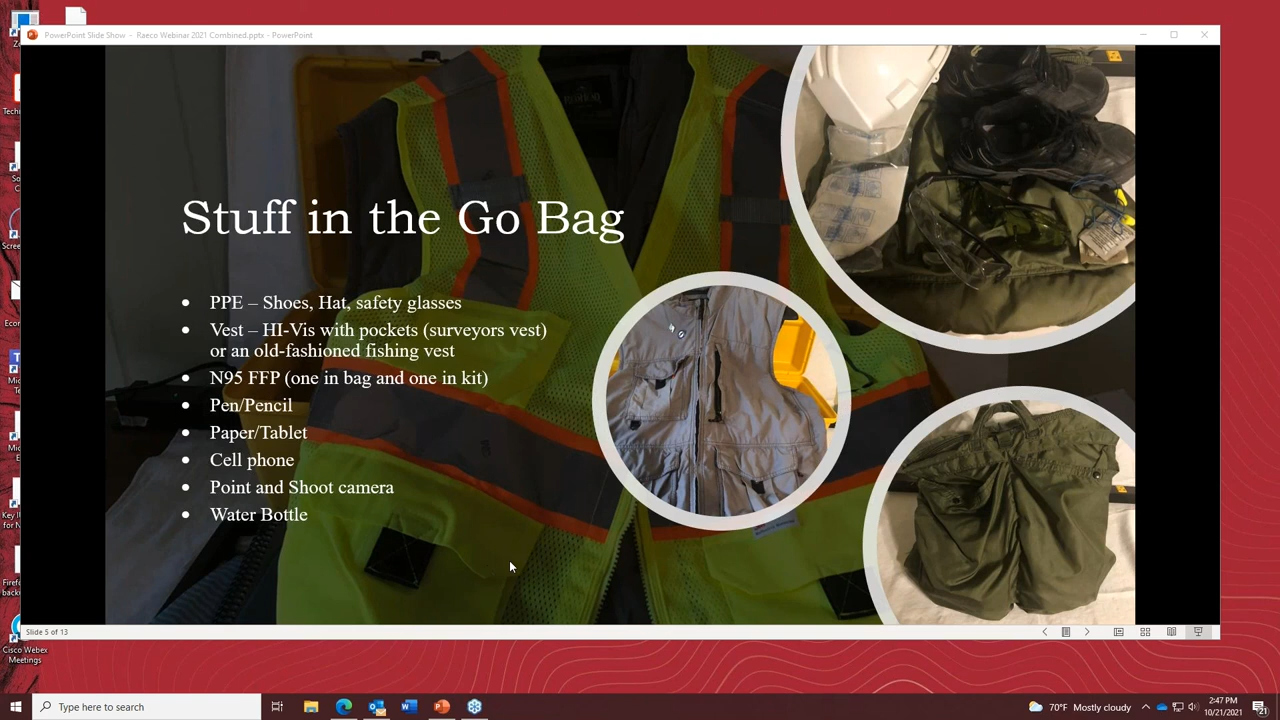 PowerPoint Slide Show - Raeco Webinar 2021 Combined.pptx - PowerPoint
Stuff in the Go Bag
• PPE – Shoes, Hat, safety glasses
• Vest – HI-Vis with pockets (surveyors vest)
or an old-fashioned fishing vest
• N95 FFP (one in bag and one in kit)
• Pen/Pencil
• Paper/Tablet
• Cell phone
• Point and Shoot camera
• Water Bottle
Slide 5 of 13
Cisco Webex
Meetings
Type here to search
70°F Mostly cloudy
2:47 PM
10/21/2021
21